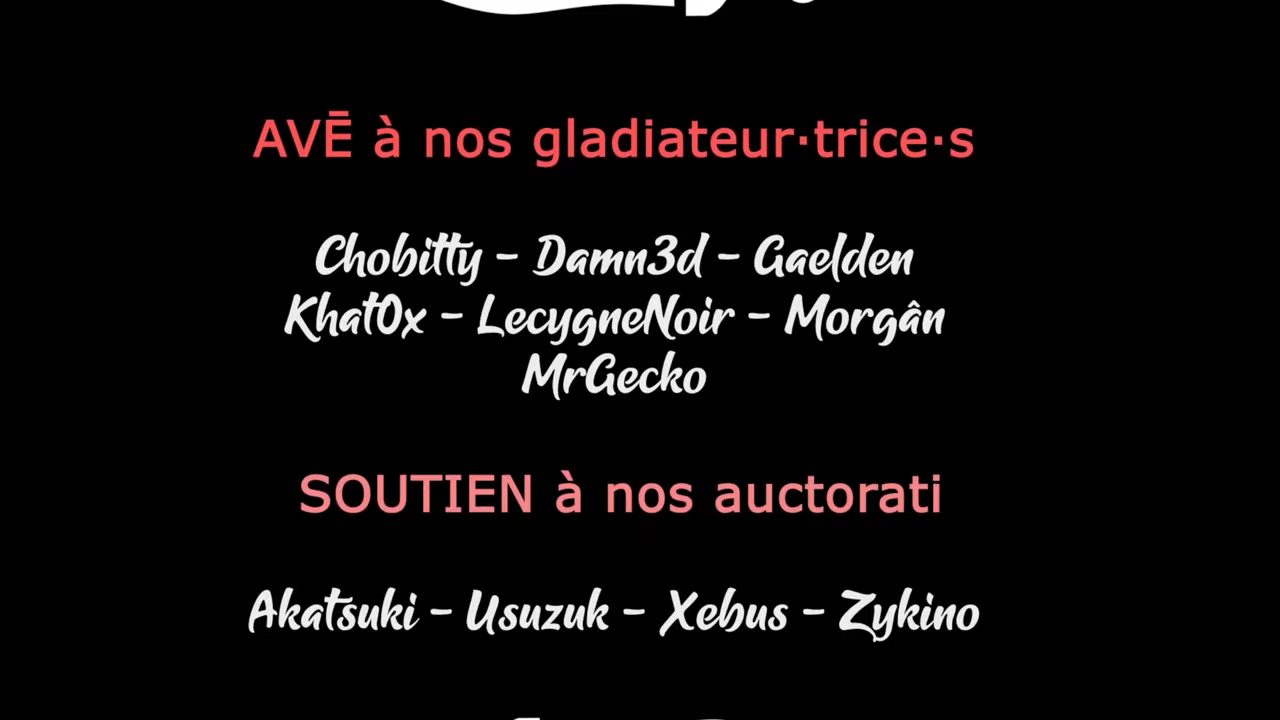 AVĒ à nos gladiateur·trice·s
Chobitty - Damn3d - Gaelden
Khat0x - LecygneNoir - Morgân
MrGecko
SOUTIEN à nos auctorati
Akatsuki - Usuzuk - Xebus - Zykino